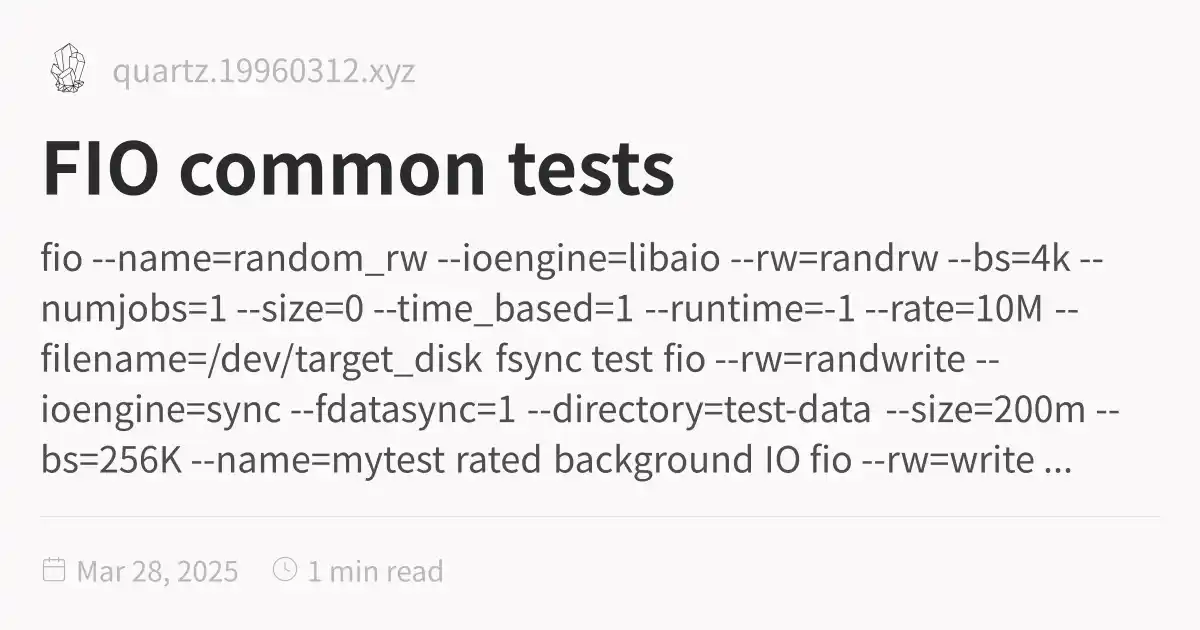 quartz.19960312.xyz
FIO common tests
fio --name=random_rw --ioengine=libaio --rw=randrw --bs=4k --
numjobs=1 --size=0 --time_based=1 --runtime=-1 --rate=10M --
filename=/dev/target_disk fsync test fio --rw=randwrite --
ioengine=sync --fdatasync=1 --directory=test-data --size=200m --
bs=256K --name=mytest rated background IO fio --rw=write ...
Mar 28, 2025 1 min read